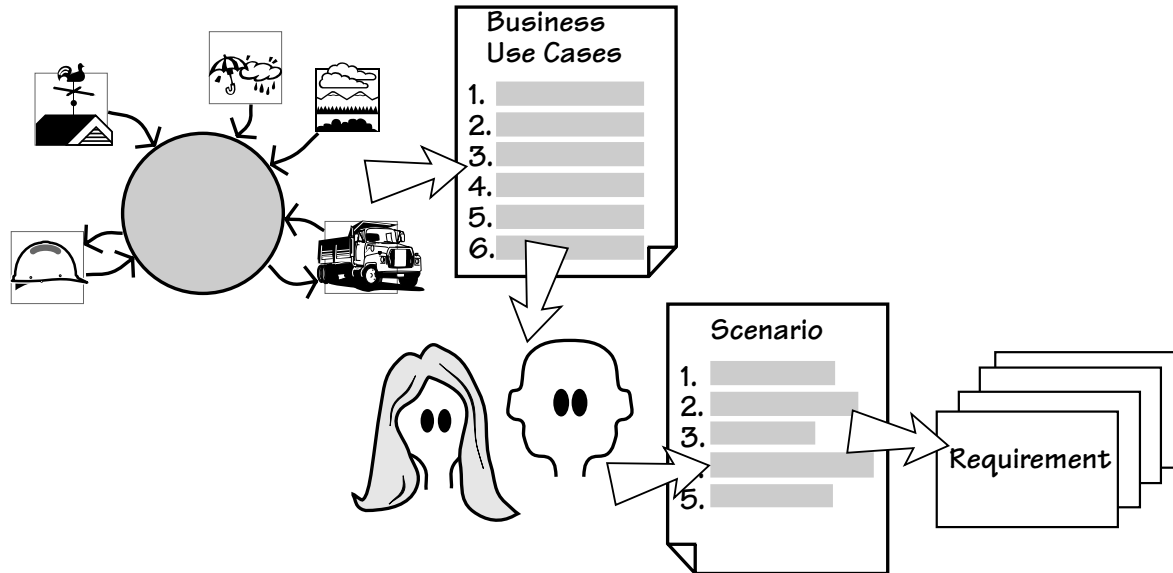 Business
Use Cases
1.
2.
3.
4.
5.
6.
Scenario
1.
2.
3.
5.
Requirement